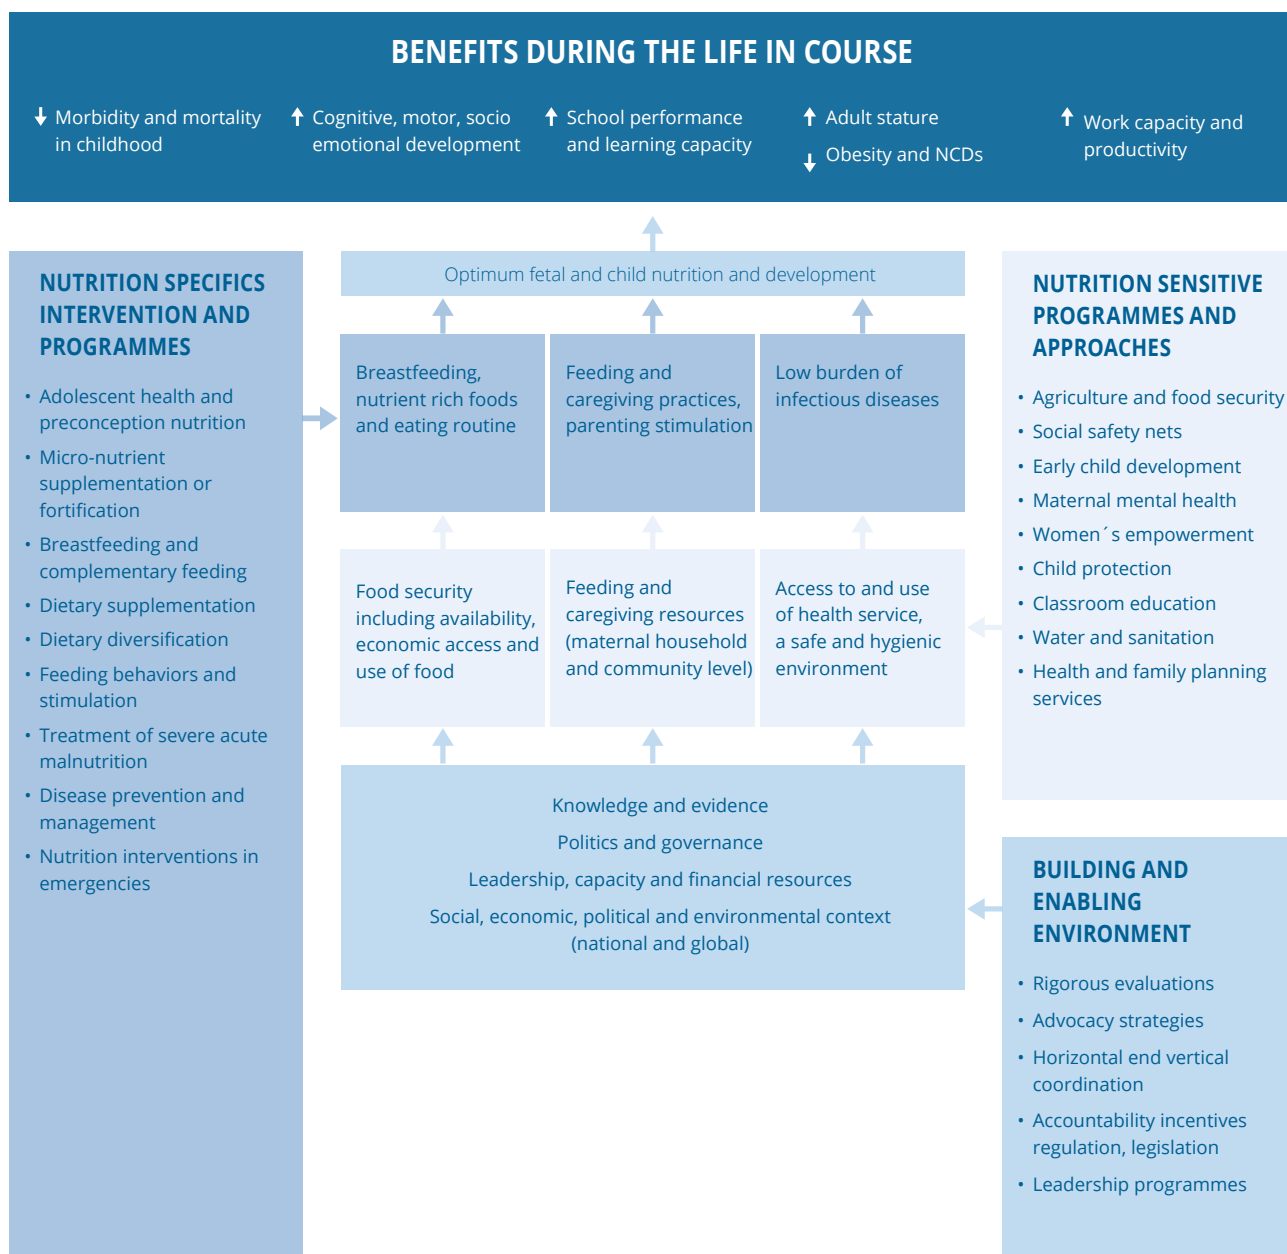 BENEFITS DURING THE LIFE IN COURSE
Morbidity and mortality
in childhood
Cognitive, motor, socio
emotional development
School performance
and learning capacity
Adult stature
Obesity and NCDs
Work capacity and
productivity
NUTRITION SPECIFICS
INTERVENTION AND
PROGRAMMES
• Adolescent health and
preconception nutrition
• Micro-nutrient
supplementation or
fortification
• Breastfeeding and
complementary feeding
• Dietary supplementation
• Dietary diversification
• Feeding behaviors and
stimulation
• Treatment of severe acute
malnutrition
• Disease prevention and
management
• Nutrition interventions in
emergencies
Optimum fetal and child nutrition and development
Breastfeeding,
nutrient rich foods
and eating routine
Feeding and
caregiving practices,
parenting stimulation
Low burden of
infectious diseases
Food security
including availability,
economic access and
use of food
Feeding and
caregiving resources
(maternal household
and community level)
Access to and use
of health service,
a safe and hygienic
environment
Knowledge and evidence
Politics and governance
Leadership, capacity and financial resources
Social, economic, political and environmental context
(national and global)
NUTRITION SENSITIVE
PROGRAMMES AND
APPROACHES
• Agriculture and food security
• Social safety nets
• Early child development
• Maternal mental health
• Women´s empowerment
• Child protection
• Classroom education
• Water and sanitation
• Health and family planning
services
BUILDING AND
ENABLING
ENVIRONMENT
• Rigorous evaluations
• Advocacy strategies
• Horizontal end vertical
coordination
• Accountability incentives
regulation, legislation
• Leadership programmes